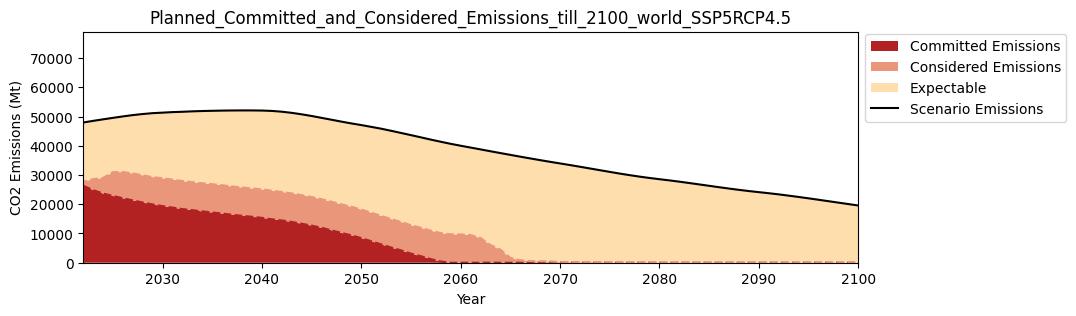 Planned_Committed_and_Considered_Emissions_till_2100_world_SSP5RCP4.5
CO2 Emissions (Mt)
70000
60000
50000
40000
30000
20000
10000
0
2030 2040 2050 2060 2070 2080 2090 2100
Year
Committed Emissions
Considered Emissions
Expectable
Scenario Emissions